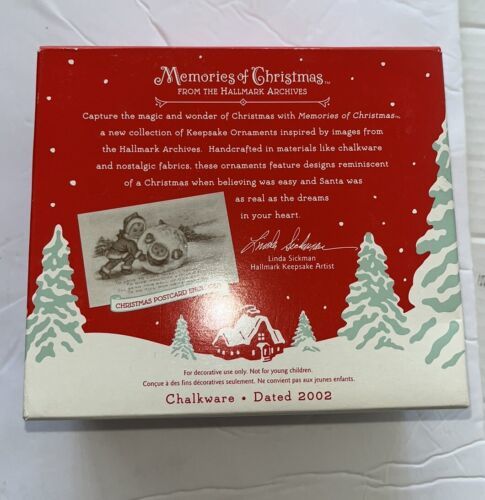 Memories of Christmas™
FROM THE HALLMARK ARCHIVES
Capture the magic and wonder of Christmas with Memories of Christmas™,
a new collection of Keepsake Ornaments inspired by images from
the Hallmark Archives. Handcrafted in materials like chalkware
and nostalgic fabrics, these ornaments feature designs reminiscent
of a Christmas when believing was easy and Santa was
as real as the dreams
in your heart.
Linda Sickman
Linda Sickman
Hallmark Keepsake Artist
CHRISTMAS POSTCARD
For decorative use only. Not for young children.
Conçue à des fins décoratives seulement. Ne convient pas aux jeunes enfants.
Chalkware • Dated 2002